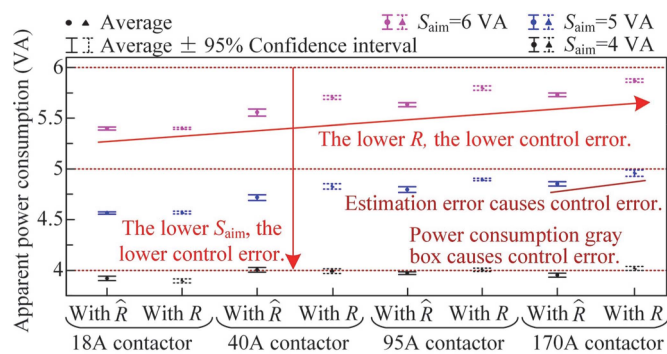 Average
Average ± 95% Confidence interval
S_aim=6 VA
S_aim=5 VA
S_aim=4 VA
Apparent power consumption (VA)
6
5.5
5
4.5
4
The lower R, the lower control error.
Estimation error causes control error.
The lower S_aim, the
lower control error.
Power consumption gray
box causes control error.
With R̂ With R With R̂ With R With R̂ With R With R̂ With R
18A contactor 40A contactor 95A contactor 170A contactor